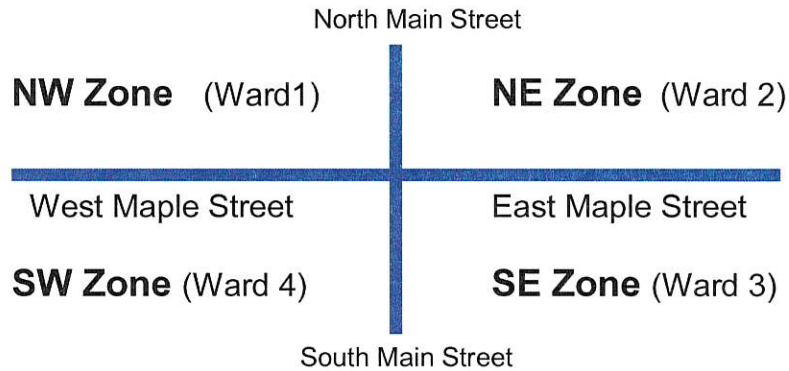 North Main Street
NW Zone (Ward1)
NE Zone (Ward 2)
West Maple Street
East Maple Street
SW Zone (Ward 4)
SE Zone (Ward 3)
South Main Street